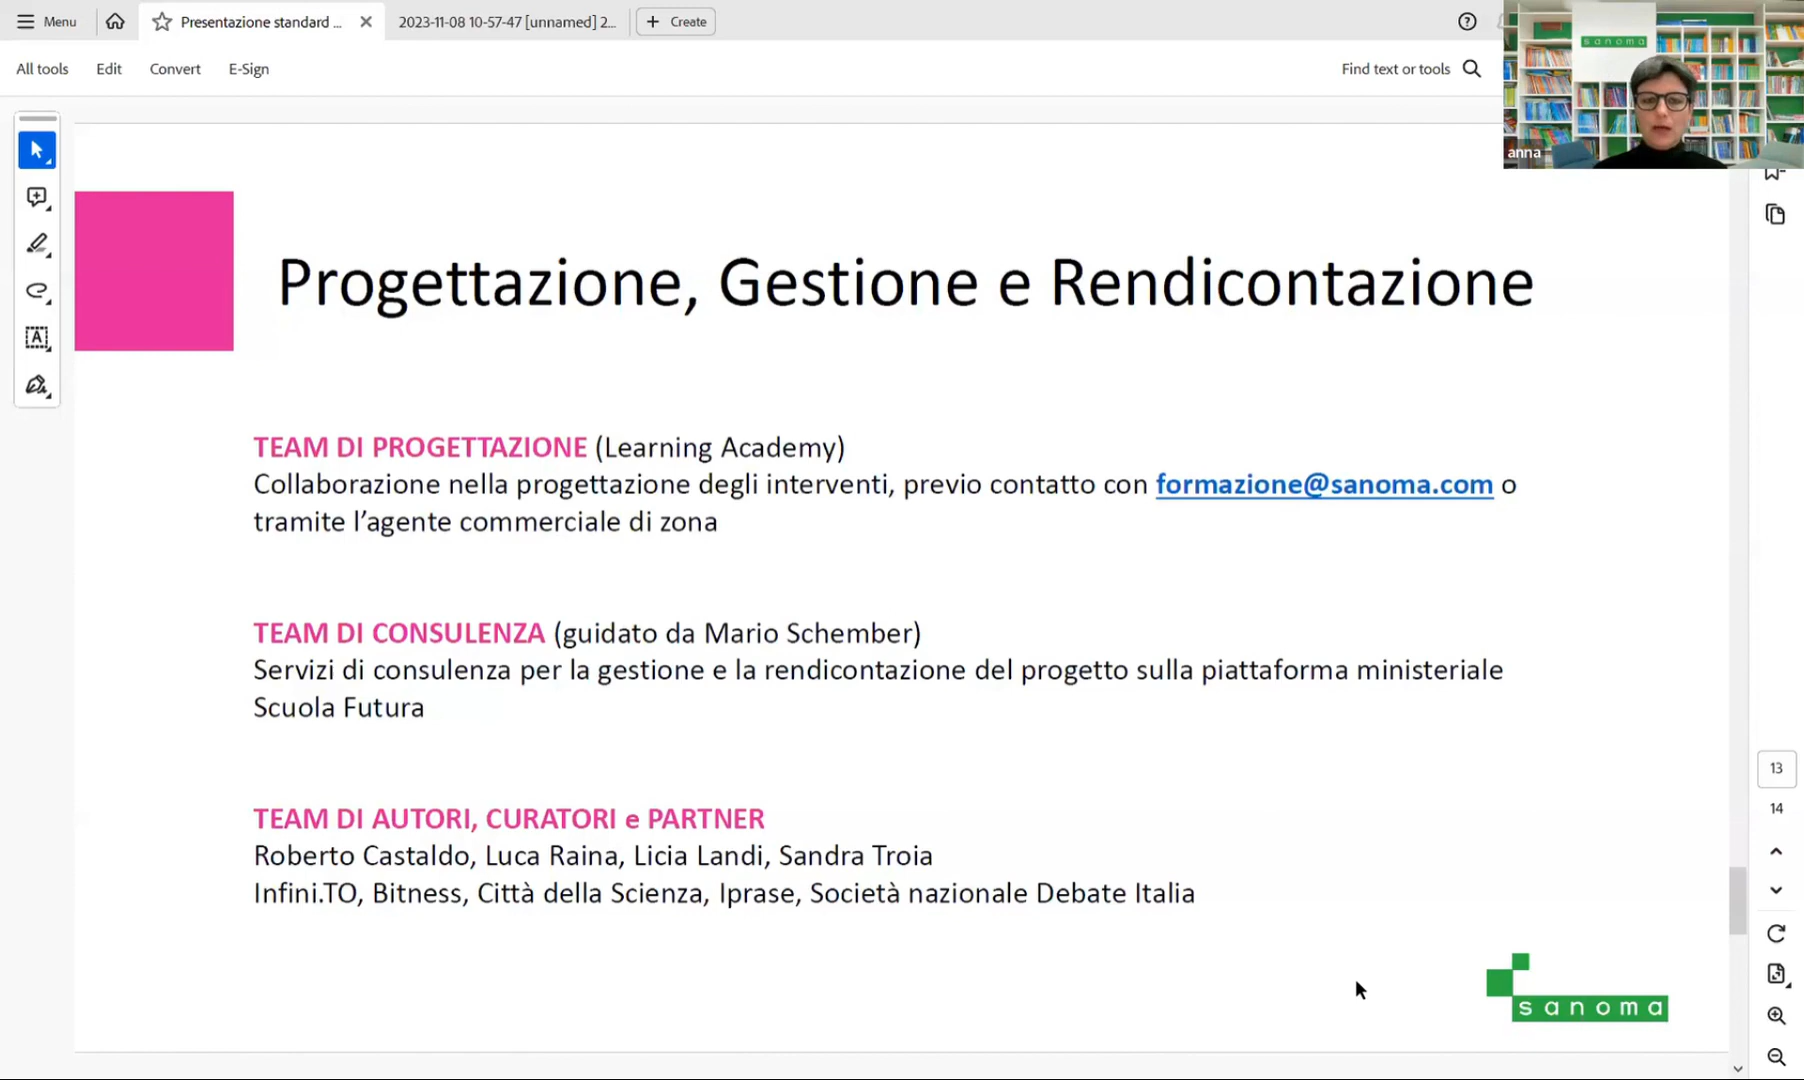 Menu
Presentazione standard ...
2023-11-08 10-57-47 [unnamed] 2...
Create
All tools
Edit
Convert
E-Sign
Find text or tools
sanoma
anna
Progettazione, Gestione e Rendicontazione
TEAM DI PROGETTAZIONE (Learning Academy)
Collaborazione nella progettazione degli interventi, previo contatto con formazione@sanoma.com o
tramite l’agente commerciale di zona
TEAM DI CONSULENZA (guidato da Mario Schember)
Servizi di consulenza per la gestione e la rendicontazione del progetto sulla piattaforma ministeriale
Scuola Futura
TEAM DI AUTORI, CURATORI e PARTNER
Roberto Castaldo, Luca Raina, Licia Landi, Sandra Troia
Infini.TO, Bitness, Città della Scienza, Iprase, Società nazionale Debate Italia
13
14
sanoma